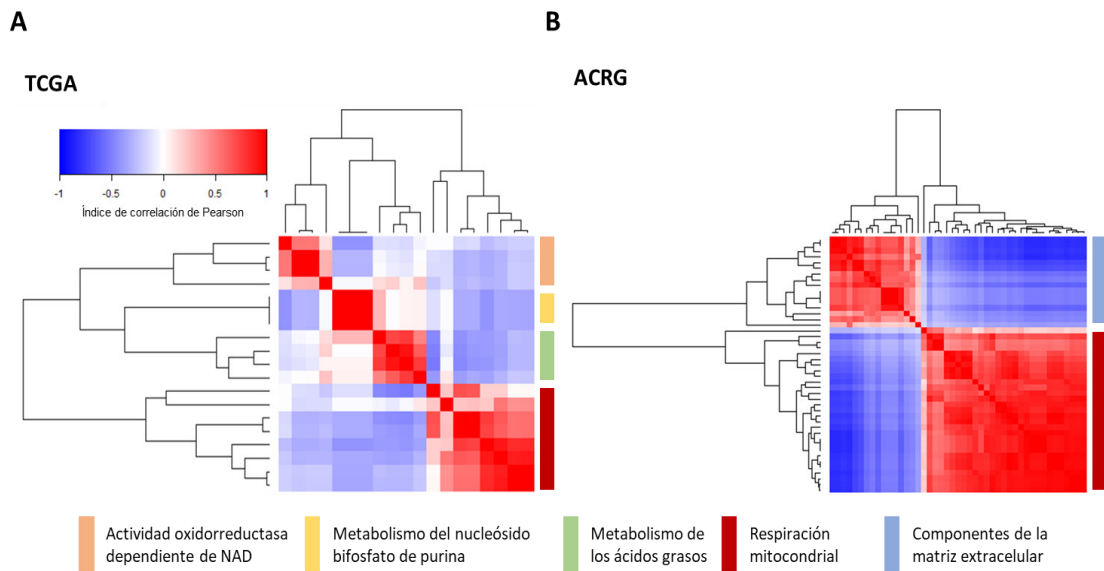 A
B
TCGA
ACRG
-1 -0.5 0 0.5 1
Índice de correlación de Pearson
Actividad oxidorreductasa
dependiente de NAD
Metabolismo del nucleósido
bifosfato de purina
Metabolismo de
los ácidos grasos
Respiración
mitocondrial
Componentes de la
matriz extracelular